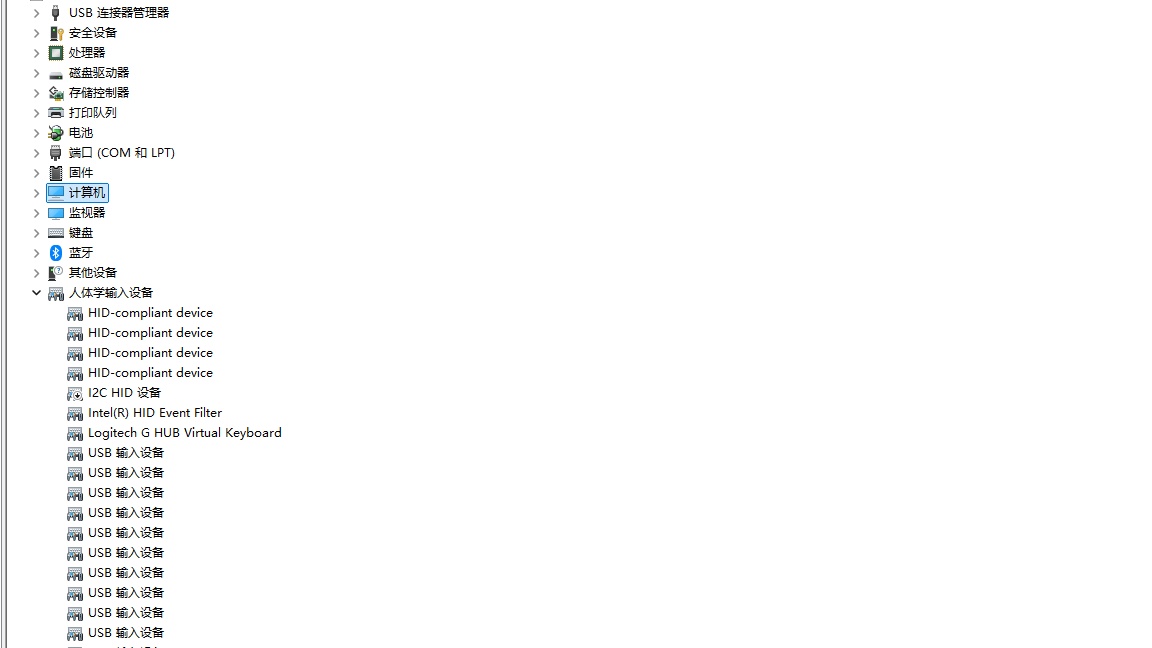 USB 连接器管理器
安全设备
处理器
磁盘驱动器
存储控制器
打印队列
电池
端口 (COM 和 LPT)
固件
计算机
监视器
键盘
蓝牙
其他设备
人体学输入设备
HID-compliant device
HID-compliant device
HID-compliant device
HID-compliant device
I2C HID 设备
Intel(R) HID Event Filter
Logitech G HUB Virtual Keyboard
USB 输入设备
USB 输入设备
USB 输入设备
USB 输入设备
USB 输入设备
USB 输入设备
USB 输入设备
USB 输入设备
USB 输入设备
USB 输入设备